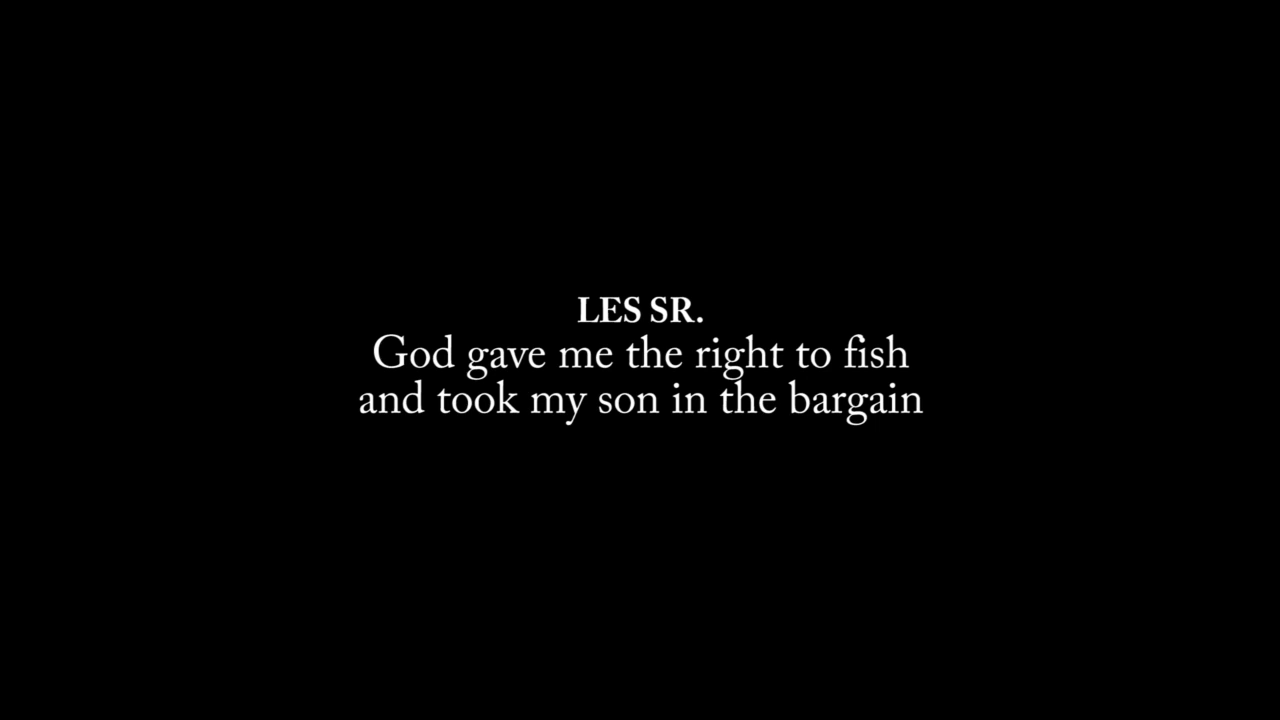 LES SR.
God gave me the right to fish
and took my son in the bargain